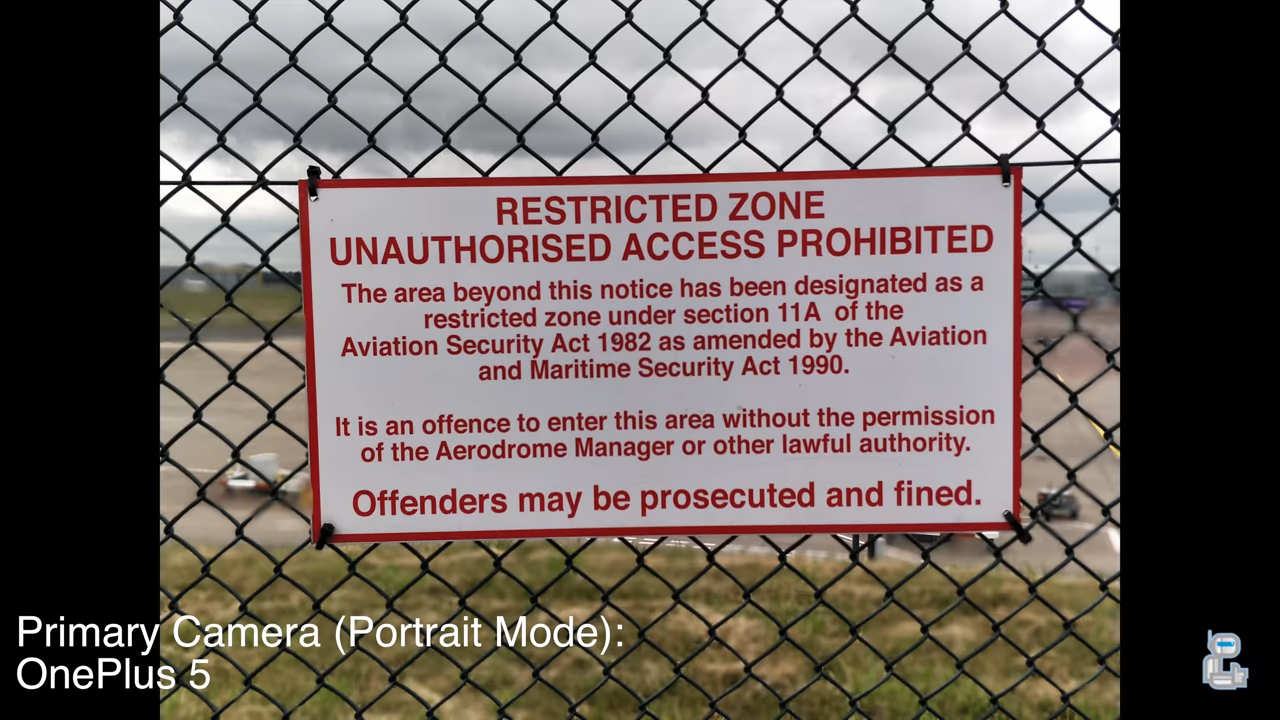 RESTRICTED ZONE
UNAUTHORISED ACCESS PROHIBITED
The area beyond this notice has been designated as a
restricted zone under section 11A of the
Aviation Security Act 1982 as amended by the Aviation
and Maritime Security Act 1990.
It is an offence to enter this area without the permission
of the Aerodrome Manager or other lawful authority.
Offenders may be prosecuted and fined.
Primary Camera (Portrait Mode):
OnePlus 5